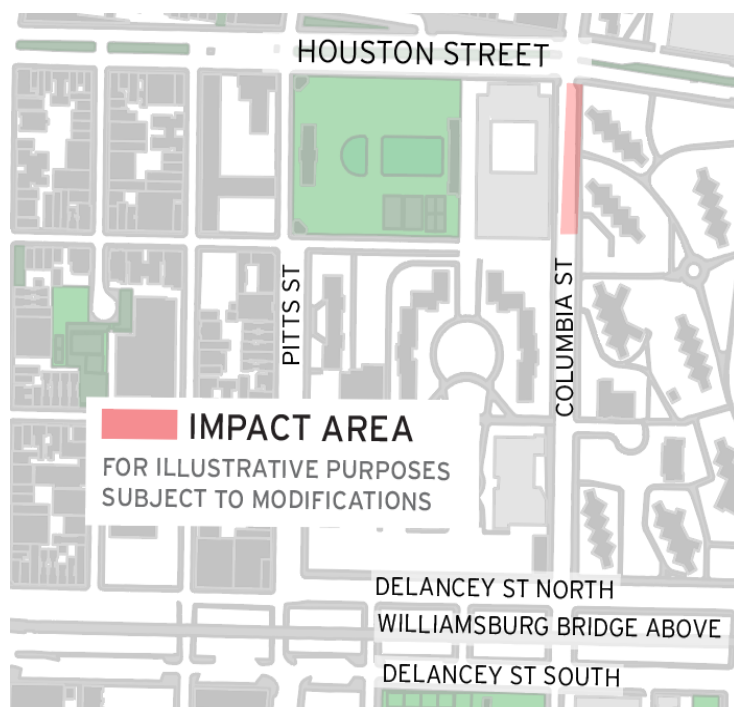 HOUSTON STREET
PITTS ST
COLUMBIA ST
IMPACT AREA
FOR ILLUSTRATIVE PURPOSES
SUBJECT TO MODIFICATIONS
DELANCEY ST NORTH
WILLIAMSBURG BRIDGE ABOVE
DELANCEY ST SOUTH